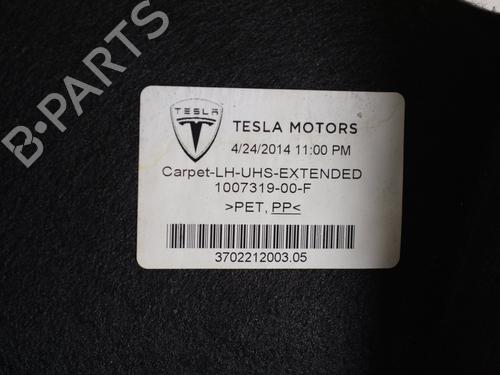 TESLA
TESLA MOTORS
4/24/2014 11:00 PM
Carpet-LH-UHS-EXTENDED
1007319-00-F
>PET, PP<
3702212003.05
B-PARTS